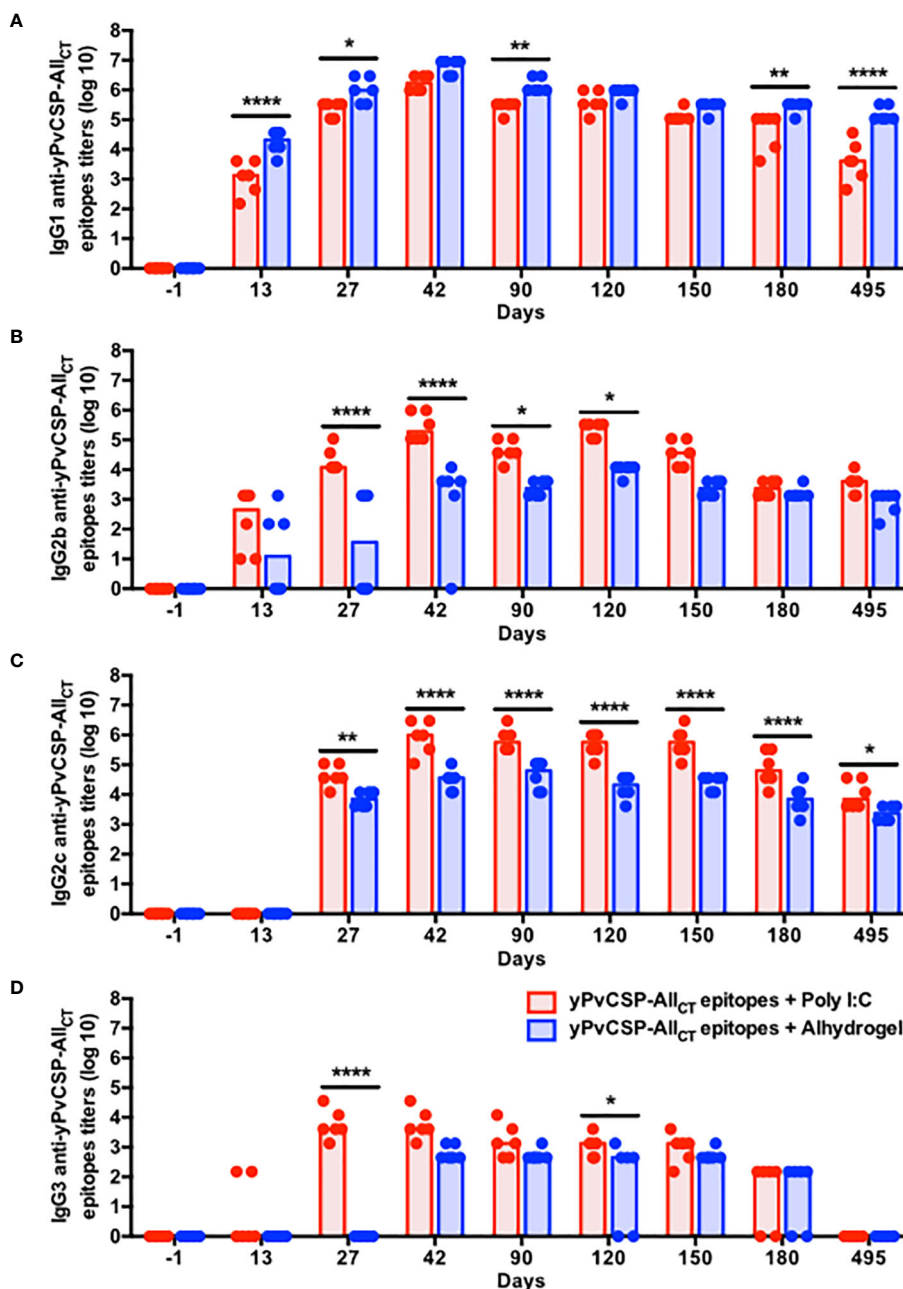 A
IgG1 anti-yPvCSP-AllCT
epitopes titers (log 10)
8
7
6
5
4
3
2
1
0
**** * ** ** ****
-1 13 27 42 90 120 150 180 495
Days
B
IgG2b anti-yPvCSP-AllCT
epitopes titers (log 10)
8
7
6
5
4
3
2
1
0
**** **** * *
-1 13 27 42 90 120 150 180 495
Days
C
IgG2c anti-yPvCSP-AllCT
epitopes titers (log 10)
8
7
6
5
4
3
2
1
0
** **** **** **** **** **** *
-1 13 27 42 90 120 150 180 495
Days
D
IgG3 anti-yPvCSP-AllCT
epitopes titers (log 10)
8
7
6
5
4
3
2
1
0
yPvCSP-AllCT epitopes + Poly I:C
yPvCSP-AllCT epitopes + Alhydrogel
**** *
-1 13 27 42 90 120 150 180 495
Days